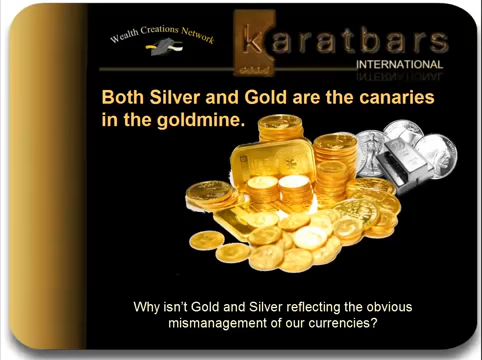 Wealth Creations Network
karatbars
INTERNATIONAL
Both Silver and Gold are the canaries
in the goldmine.
Why isn't Gold and Silver reflecting the obvious
mismanagement of our currencies?